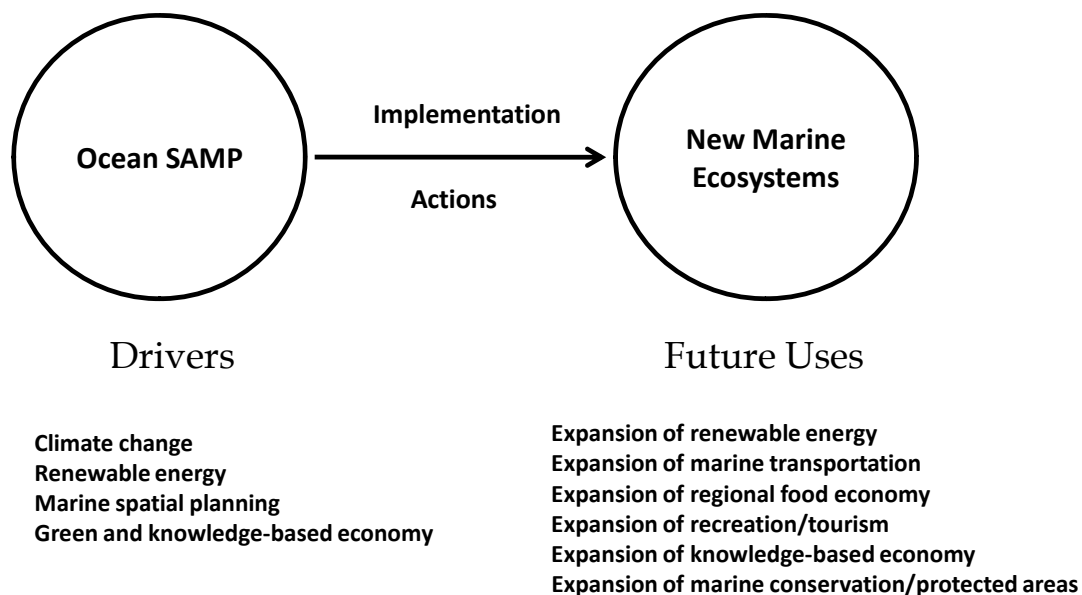 Ocean SAMP
Implementation
Actions
New Marine
Ecosystems
Drivers
Future Uses
Climate change
Renewable energy
Marine spatial planning
Green and knowledge-based economy
Expansion of renewable energy
Expansion of marine transportation
Expansion of regional food economy
Expansion of recreation/tourism
Expansion of knowledge-based economy
Expansion of marine conservation/protected areas